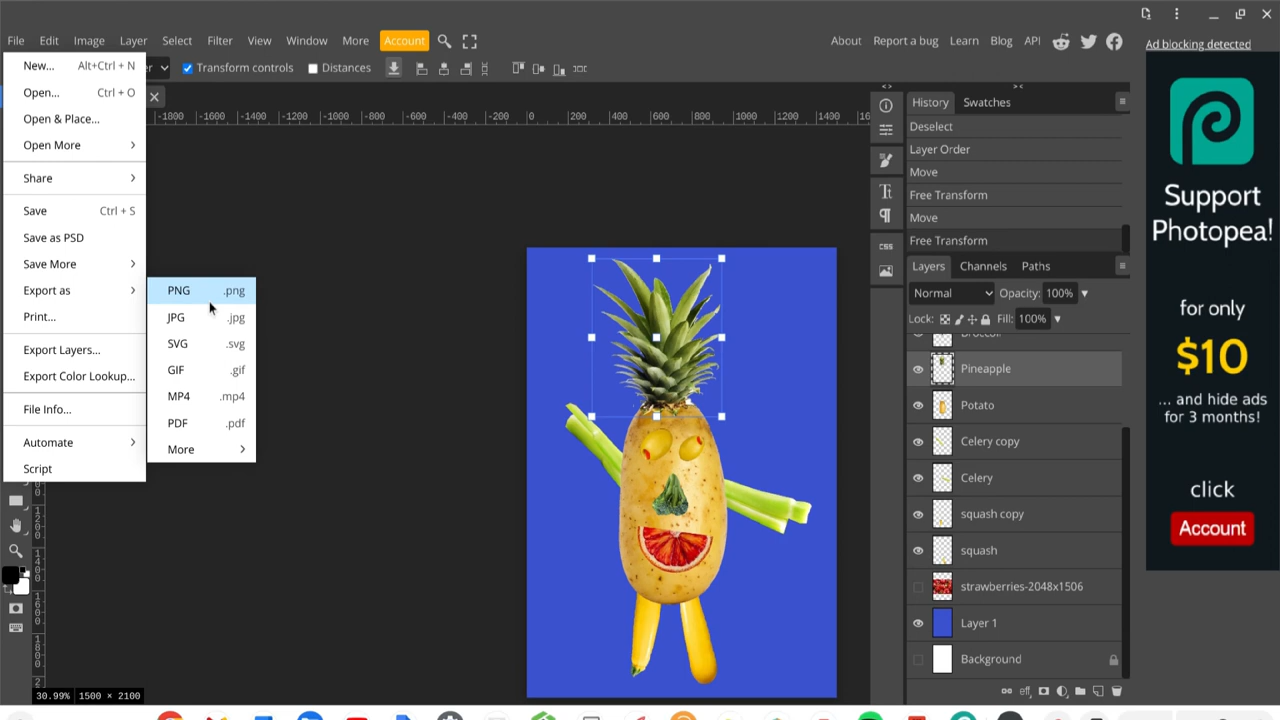 File Edit Image Layer Select Filter View Window More Account
About Report a bug Learn Blog API
Ad blocking detected
New... Alt+Ctrl + N
Open... Ctrl + O
Open & Place...
Open More
Share
Save Ctrl + S
Save as PSD
Save More
Export as
Print...
Export Layers...
Export Color Lookup...
File Info...
Automate
Script
PNG .png
JPG .jpg
SVG .svg
GIF .gif
MP4 .mp4
PDF .pdf
More
Transform controls Distances
-1800 -1600 -1400 -1200 -1000 -800 -600 -400 -200 0 200 400 600 800 1000 1200 1400
30.99% 1500 × 2100
Tt
CSS
History Swatches
Deselect
Layer Order
Move
Free Transform
Move
Free Transform
Layers Channels Paths
Normal Opacity: 100%
Lock: Fill: 100%
Broccoli
Pineapple
Potato
Celery copy
Celery
squash copy
squash
strawberries-2048x1506
Layer 1
Background
eff
Support
Photopea!
for only
$10
... and hide ads
for 3 months!
click
Account